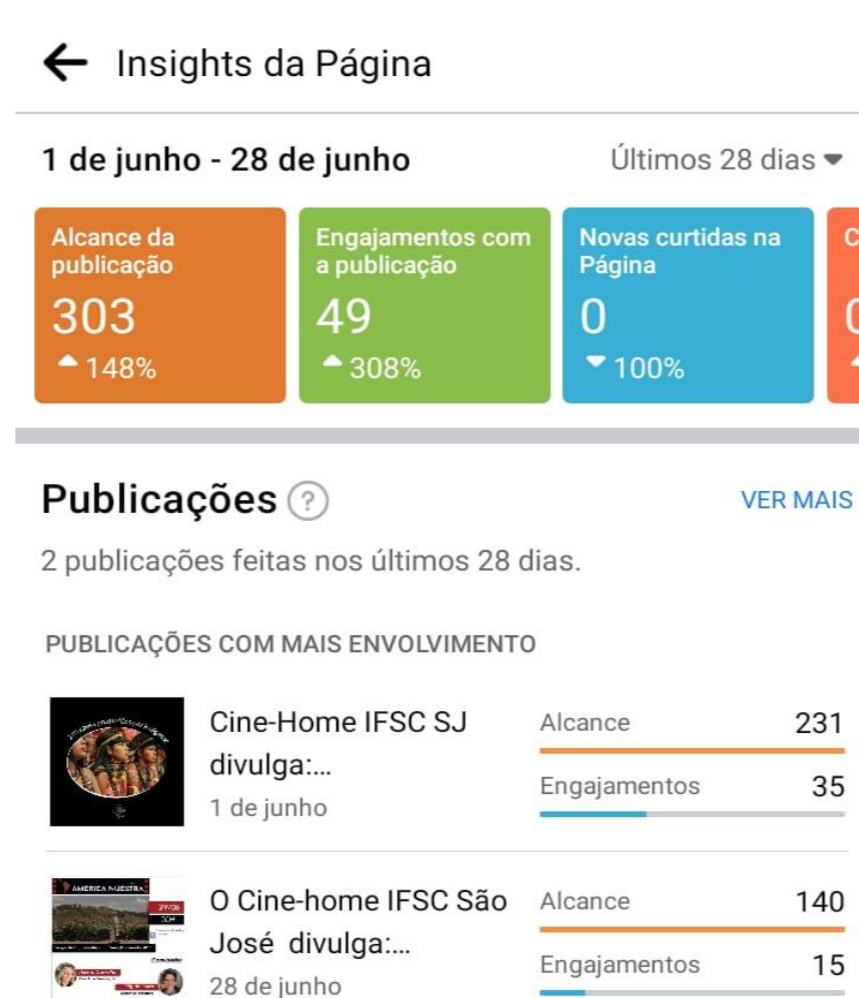 Insights da Página
1 de junho - 28 de junho
Últimos 28 dias
Alcance da
publicação
303
148%
Engajamentos com
a publicação
49
308%
Novas curtidas na
Página
0
100%
Publicações ?
VER MAIS
2 publicações feitas nos últimos 28 dias.
PUBLICAÇÕES COM MAIS ENVOLVIMENTO
Cine-Home IFSC SJ
divulga:...
1 de junho
Alcance 231
Engajamentos 35
AMERICA NUESTRA
29/06
O Cine-home IFSC São
José divulga:...
28 de junho
Alcance 140
Engajamentos 15